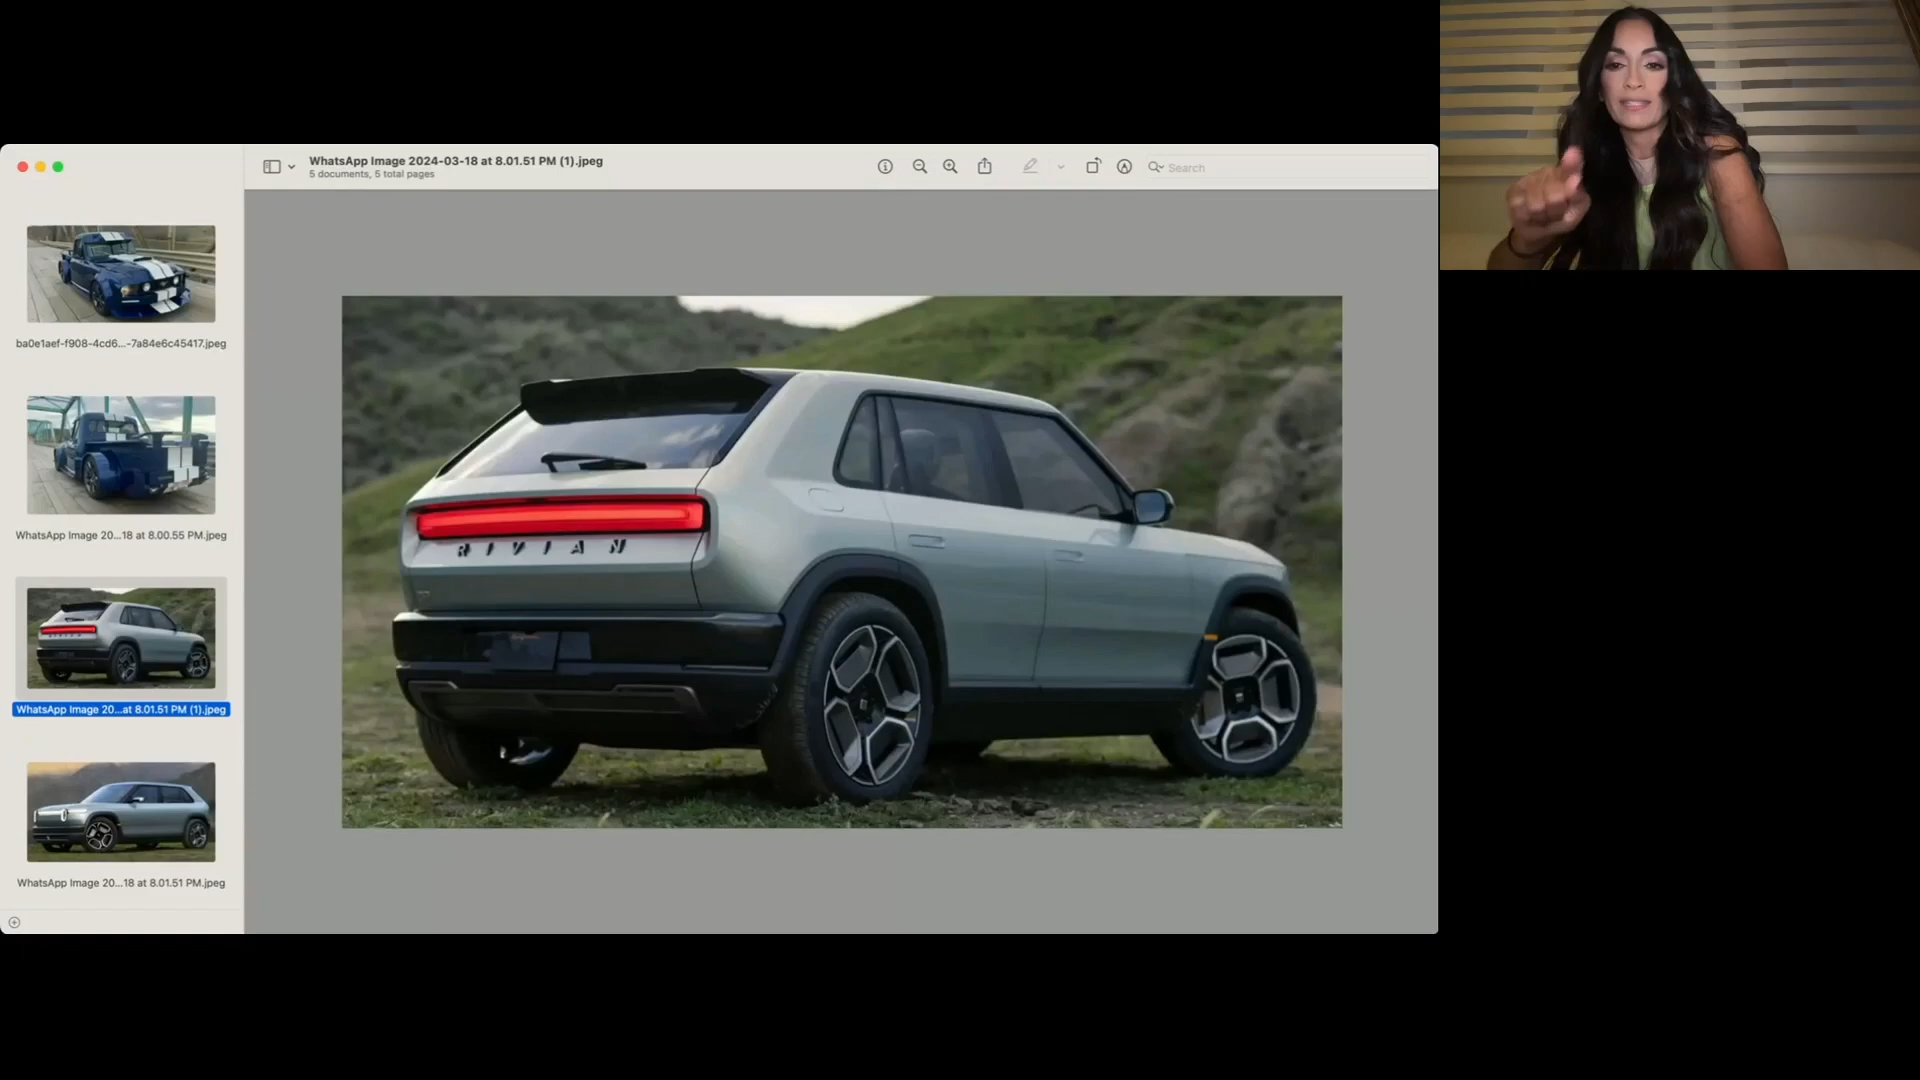 WhatsApp Image 2024-03-18 at 8.01.51 PM (1).jpeg
5 documents, 5 total pages
Search
ba0e1aef-f908-4cd6...-7a84e6c45417.jpeg
WhatsApp Image 20...18 at 8.00.55 PM.jpeg
WhatsApp Image 20...at 8.01.51 PM (1).jpeg
WhatsApp Image 20...18 at 8.01.51 PM.jpeg
RIVIAN